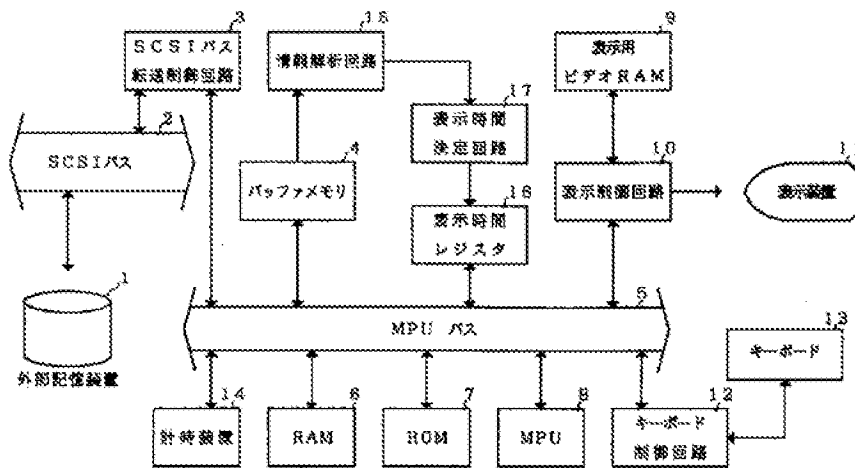 3
SCSIバス
転送制御回路
15
情報解析回路
9
表示用
ビデオRAM
17
表示時間
決定回路
2
SCSIバス
4
バッファメモリ
10
表示制御回路
表示装置
16
表示時間
レジスタ
1
外部記憶装置
5
MPU バス
13
キーボード
14
計時装置
6
RAM
7
ROM
8
MPU
12
キーボード
制御回路